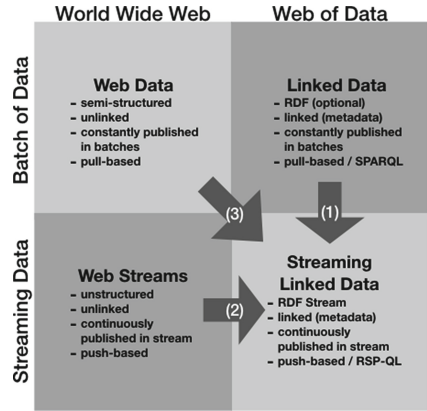 World Wide Web
Web of Data
Batch of Data
Web Data
- semi-structured
- unlinked
- constantly published
in batches
- pull-based
Linked Data
- RDF (optional)
- linked (metadata)
- constantly published
in batches
- pull-based / SPARQL
(3)
(1)
Streaming Data
Web Streams
- unstructured
- unlinked
- continuously
published in stream
- push-based
(2)
Streaming
Linked Data
- RDF Stream
- linked (metadata)
- continuously
published in stream
- push-based / RSP-QL